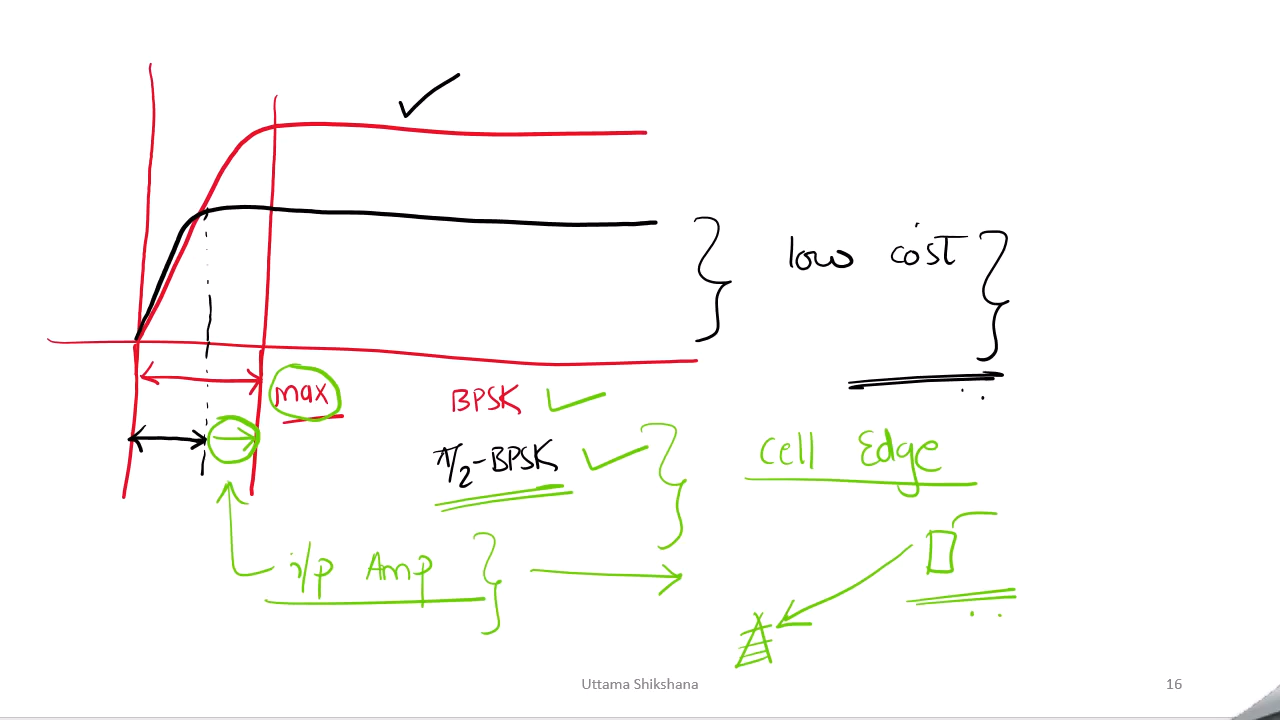 low cost
max
BPSK
π/2-BPSK
Cell Edge
i/p Amp
Uttama Shikshana
16